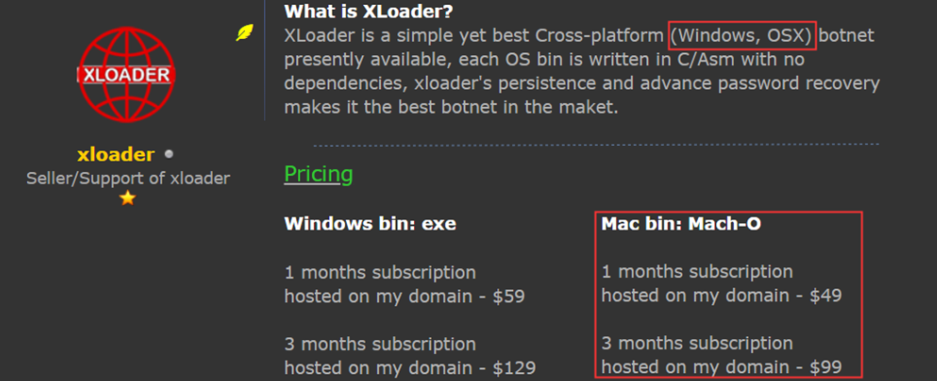 XLOADER
xloader
Seller/Support of xloader
What is XLoader?
XLoader is a simple yet best Cross-platform (Windows, OSX) botnet
presently available, each OS bin is written in C/Asm with no
dependencies, xloader's persistence and advance password recovery
makes it the best botnet in the maket.
Pricing
Windows bin: exe
1 months subscription
hosted on my domain - $59
3 months subscription
hosted on my domain - $129
Mac bin: Mach-O
1 months subscription
hosted on my domain - $49
3 months subscription
hosted on my domain - $99